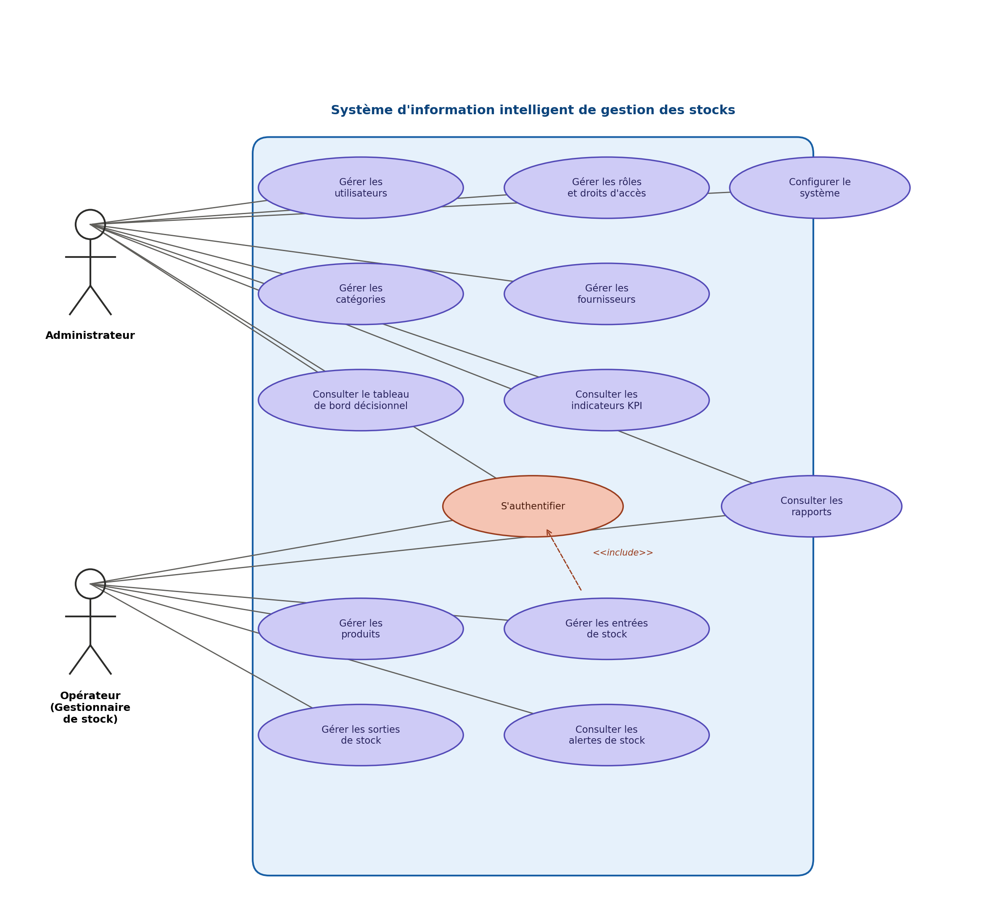 Système d'information intelligent de gestion des stocks
Gérer les
utilisateurs
Gérer les rôles
et droits d'accès
Configurer le
système
Administrateur
Gérer les
catégories
Gérer les
fournisseurs
Consulter le tableau
de bord décisionnel
Consulter les
indicateurs KPI
S'authentifier
Consulter les
rapports
<<include>>
Opérateur
(Gestionnaire
de stock)
Gérer les
produits
Gérer les entrées
de stock
Gérer les sorties
de stock
Consulter les
alertes de stock